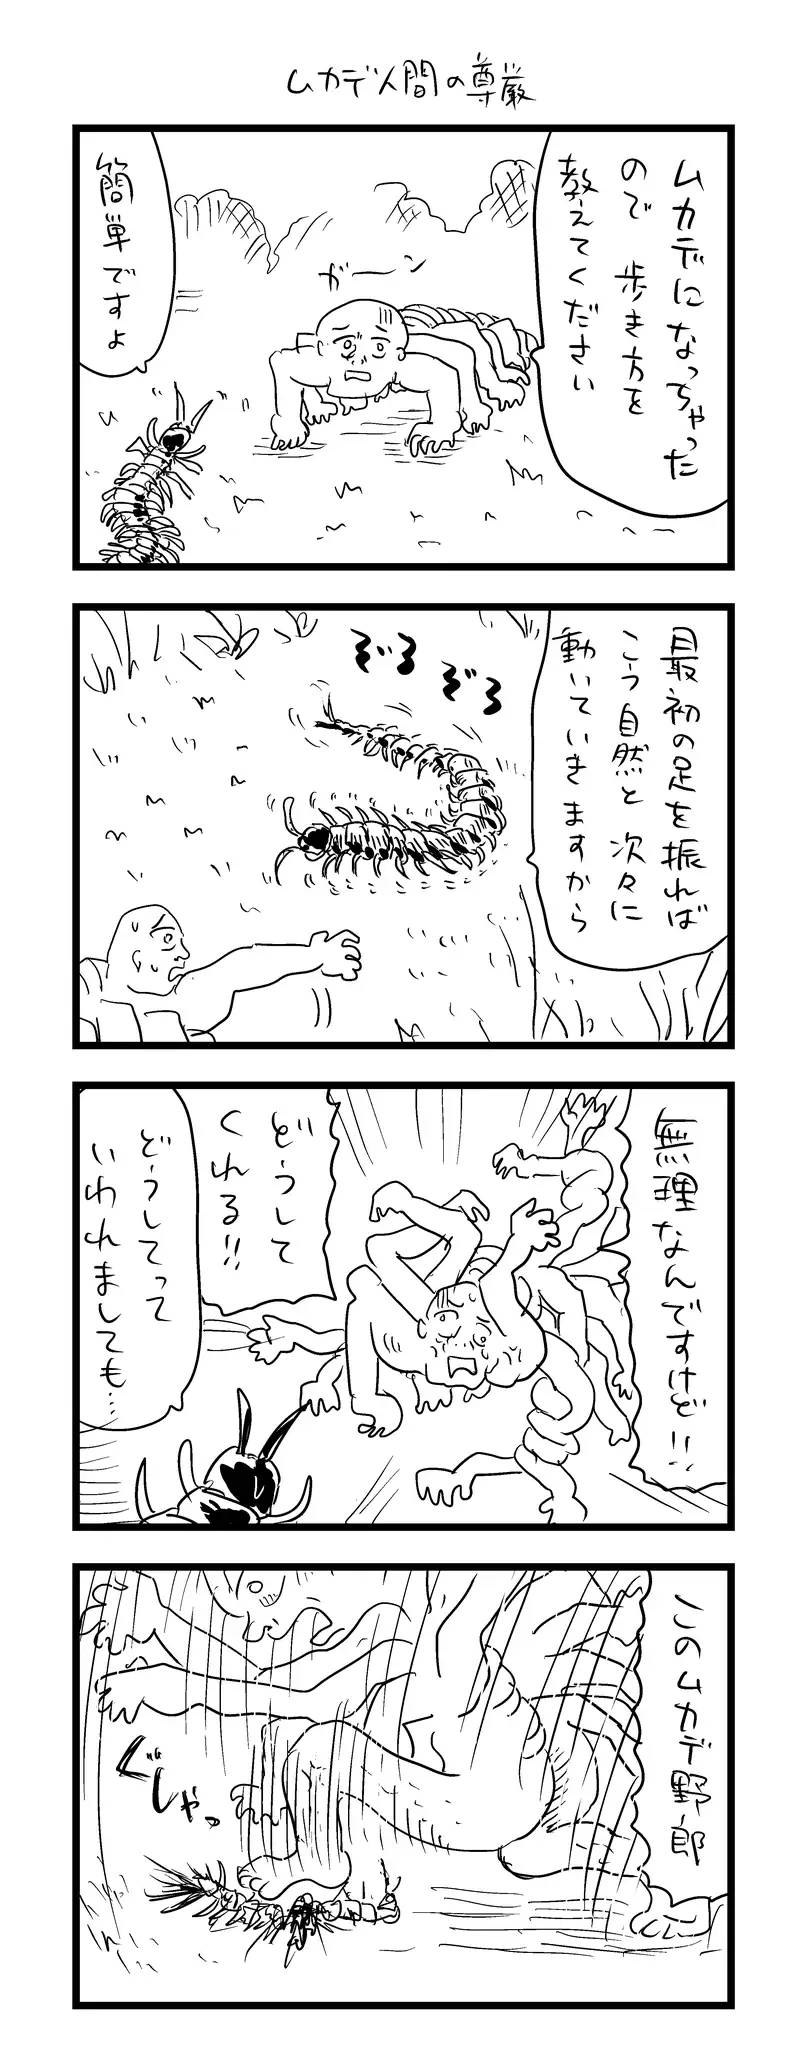 ムカデ人間の尊厳
ムカデになっちゃった
ので 歩き方を
教えてください
ガーン
簡単ですよ
最初の足を振れば
こう自然と次々に
動いていきますから
ぞる
ぞろ
無理なんですけど!!
どうして
くれる!!
どうしてって
いわれましても…
このムカデ野郎
ぐしゃっ